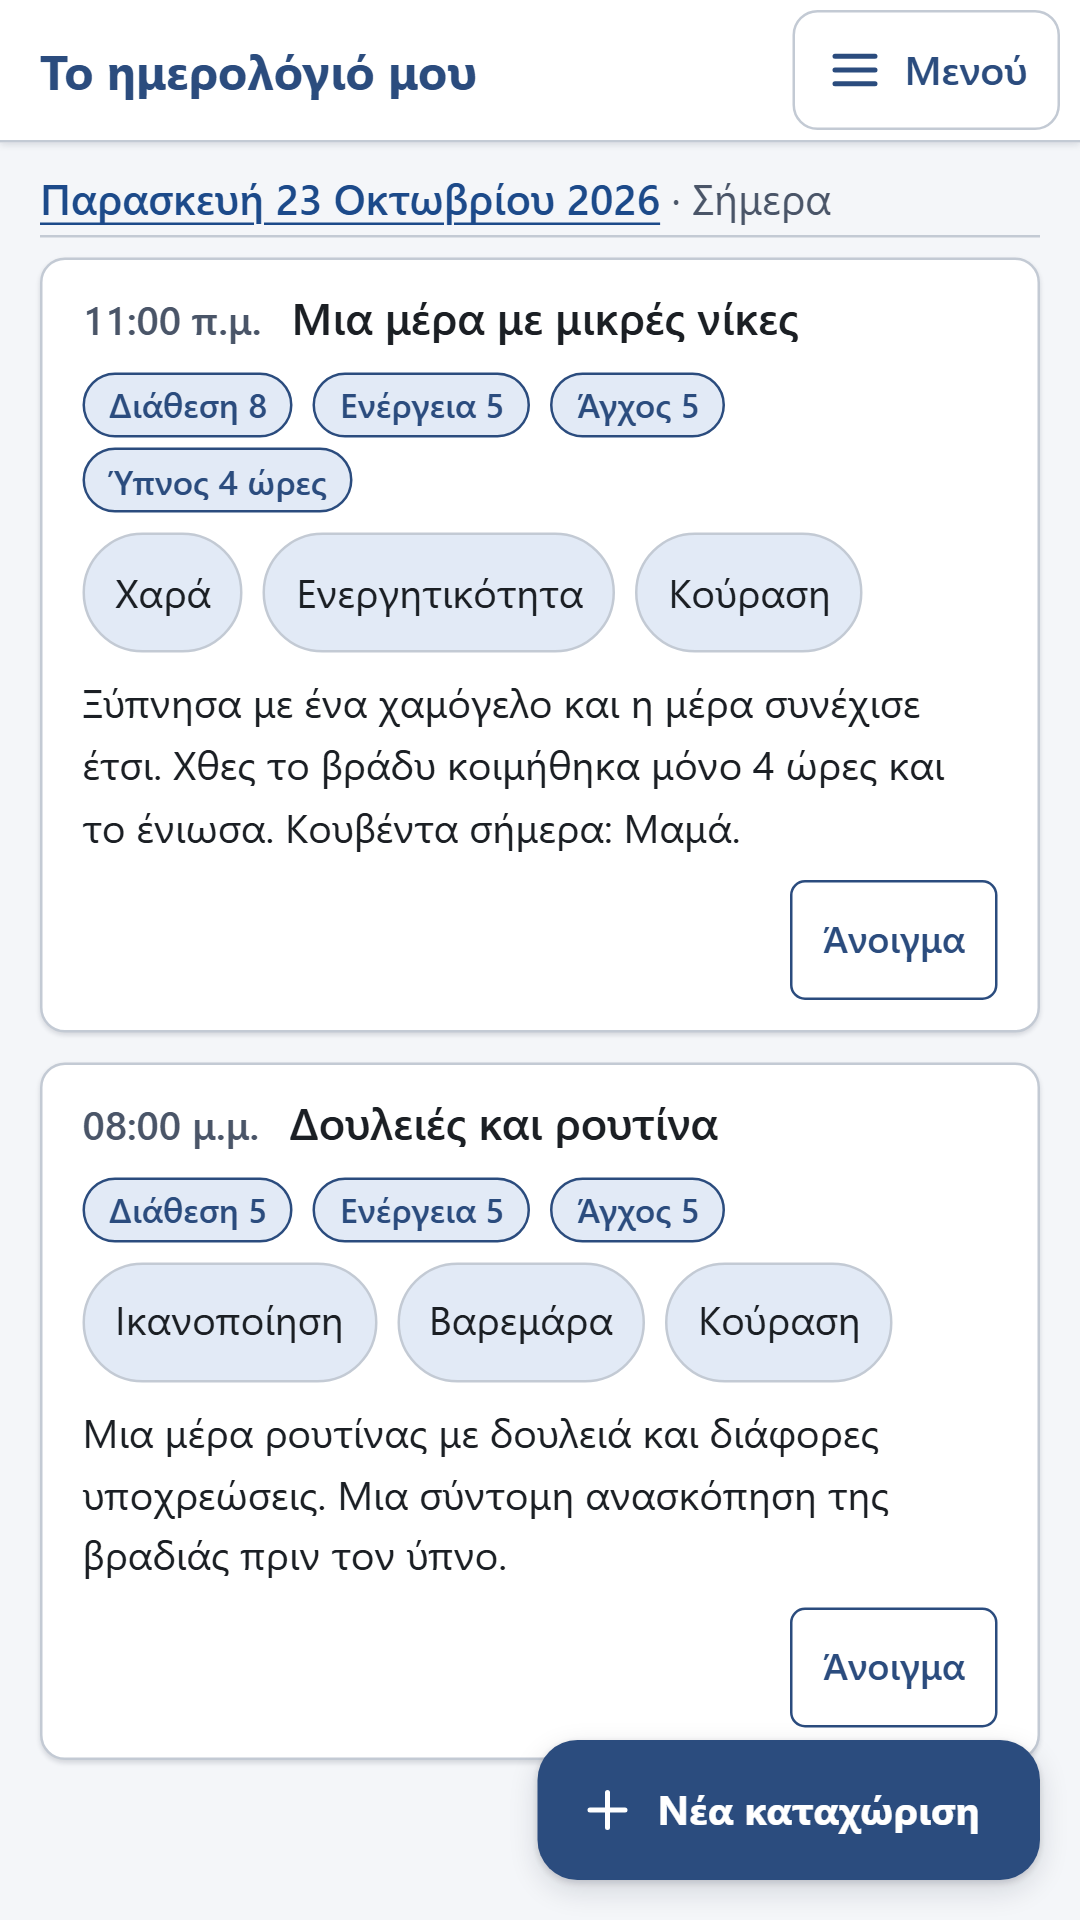 Το ημερολόγιό μου
Μενού
Παρασκευή 23 Οκτωβρίου 2026 · Σήμερα
11:00 π.μ. Μια μέρα με μικρές νίκες
Διάθεση 8 Ενέργεια 5 Άγχος 5
Ύπνος 4 ώρες
Χαρά Ενεργητικότητα Κούραση
Ξύπνησα με ένα χαμόγελο και η μέρα συνέχισε
έτσι. Χθες το βράδυ κοιμήθηκα μόνο 4 ώρες και
το ένιωσα. Κουβέντα σήμερα: Μαμά.
Άνοιγμα
08:00 μ.μ. Δουλειές και ρουτίνα
Διάθεση 5 Ενέργεια 5 Άγχος 5
Ικανοποίηση Βαρεμάρα Κούραση
Μια μέρα ρουτίνας με δουλειά και διάφορες
υποχρεώσεις. Μια σύντομη ανασκόπηση της
βραδιάς πριν τον ύπνο.
Άνοιγμα
Νέα καταχώριση